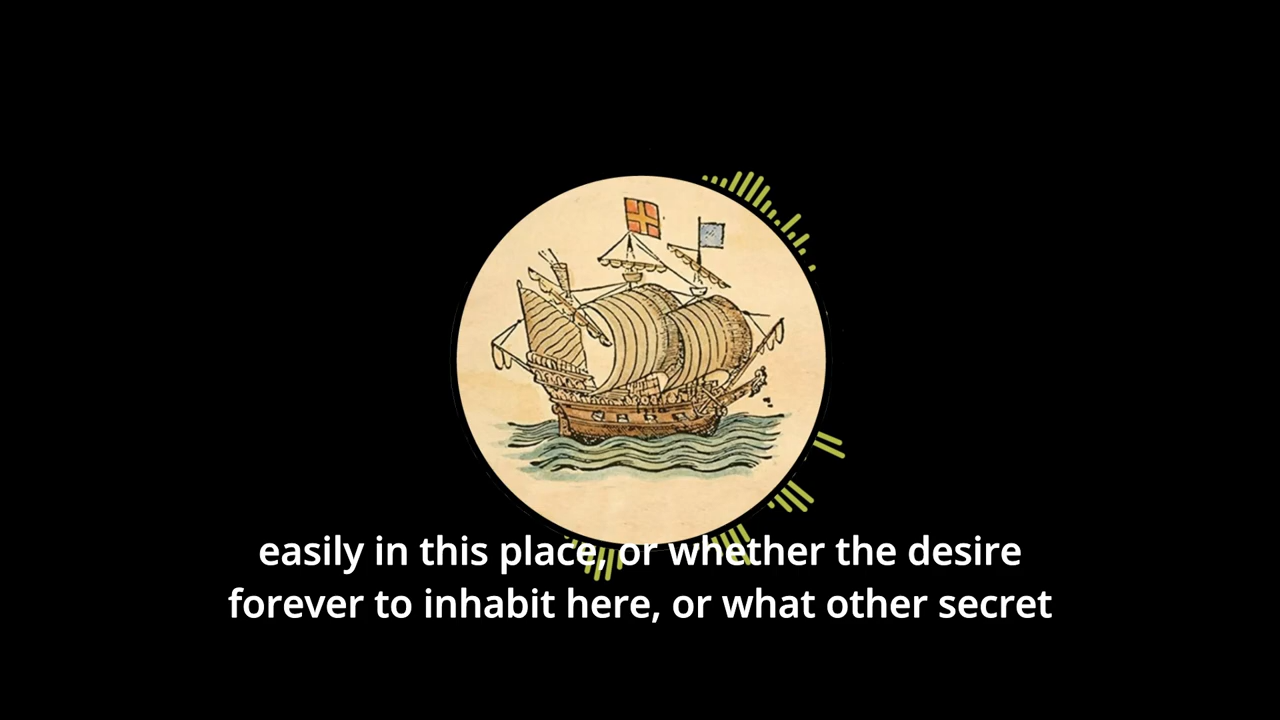 easily in this place, or whether the desire
forever to inhabit here, or what other secret